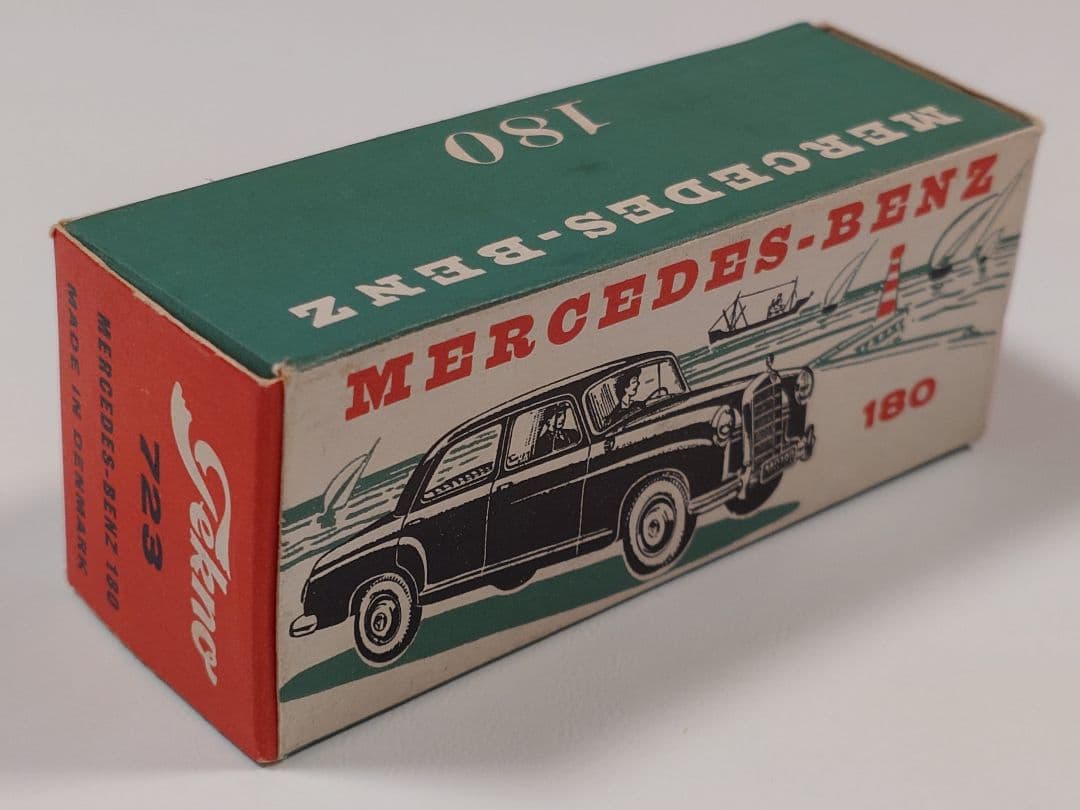 180
MERCEDES-BENZ
MERCEDES-BENZ
180
Tekno
723
MERCEDES-BENZ 180
MADE IN DENMARK